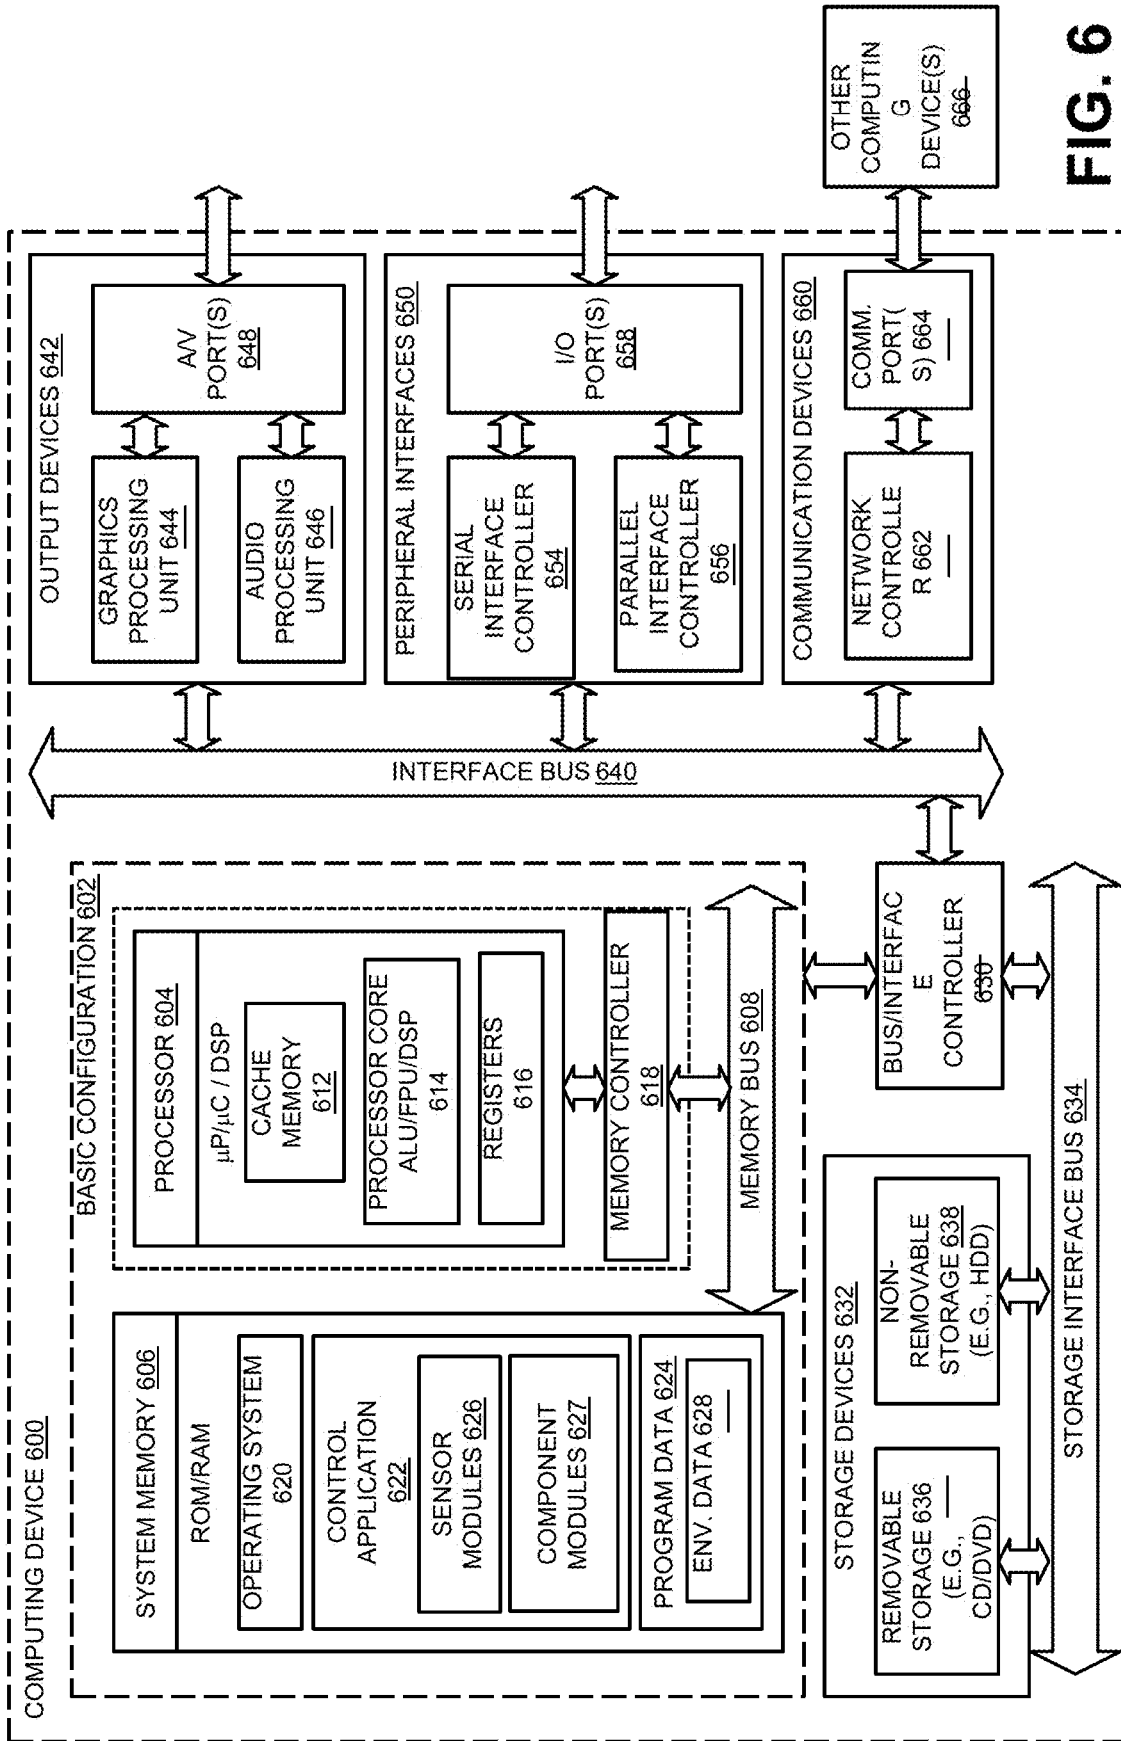 COMPUTING DEVICE 600
BASIC CONFIGURATION 602
SYSTEM MEMORY 606
ROM/RAM
OPERATING SYSTEM
620
CONTROL
APPLICATION
622
SENSOR
MODULES 626
COMPONENT
MODULES 627
PROGRAM DATA 624
ENV. DATA 628
PROCESSOR 604
µP/µC / DSP
CACHE
MEMORY
612
PROCESSOR CORE
ALU/FPU/DSP
614
REGISTERS
616
MEMORY CONTROLLER
618
MEMORY BUS 608
STORAGE DEVICES 632
REMOVABLE
STORAGE 636
(E.G.,
CD/DVD)
NON-
REMOVABLE
STORAGE 638
(E.G., HDD)
BUS/INTERFAC
E
CONTROLLER
630
STORAGE INTERFACE BUS 634
INTERFACE BUS 640
OUTPUT DEVICES 642
GRAPHICS
PROCESSING
UNIT 644
AUDIO
PROCESSING
UNIT 646
A/V
PORT(S)
648
PERIPHERAL INTERFACES 650
SERIAL
INTERFACE
CONTROLLER
654
PARALLEL
INTERFACE
CONTROLLER
656
I/O
PORT(S)
658
COMMUNICATION DEVICES 660
NETWORK
CONTROLLE
R 662
COMM.
PORT(
S) 664
OTHER
COMPUTIN
G
DEVICE(S)
666
FIG. 6